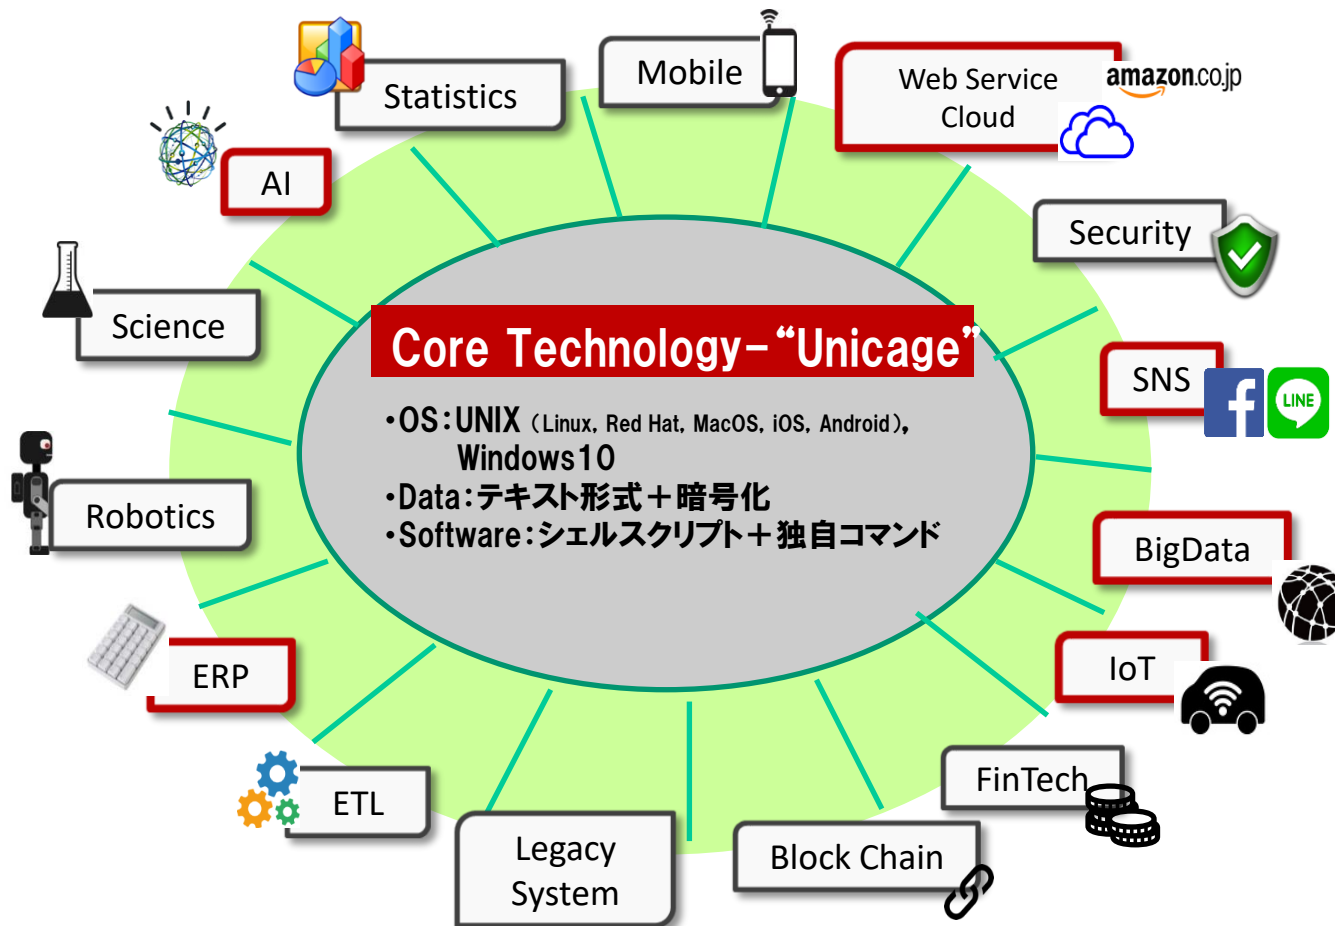 Mobile
Statistics
Web Service
Cloud
amazon.co.jp
AI
Security
Science
Core Technology-“Unicage”
SNS
LINE
・OS：UNIX （Linux, Red Hat, MacOS, iOS, Android）,
Windows10
・Data：テキスト形式＋暗号化
・Software：シェルスクリプト＋独自コマンド
Robotics
BigData
ERP
IoT
FinTech
ETL
Legacy
System
Block Chain